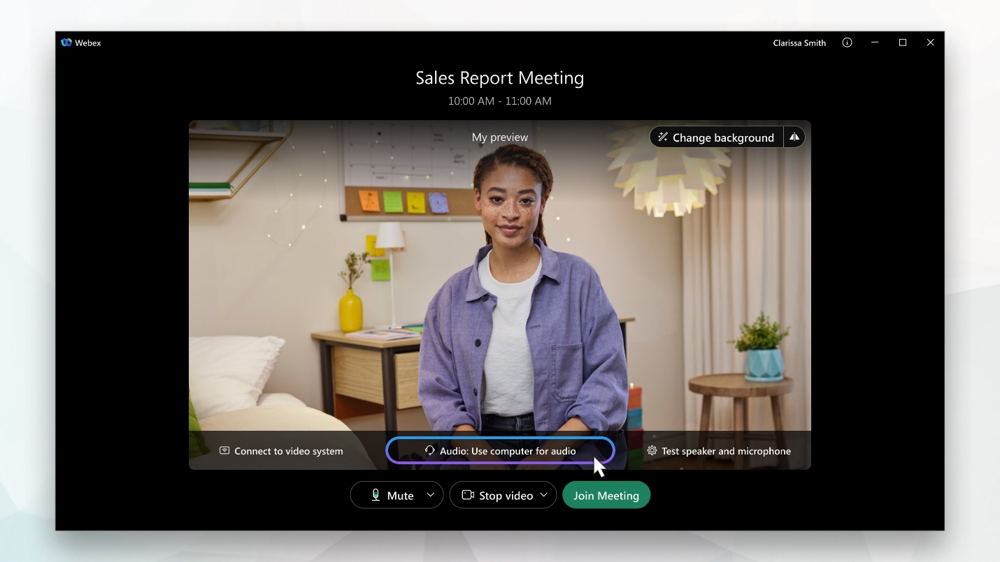 Webex
Clarissa Smith
Sales Report Meeting
10:00 AM - 11:00 AM
My preview
Change background
Connect to video system
Audio: Use computer for audio
Test speaker and microphone
Mute
Stop video
Join Meeting